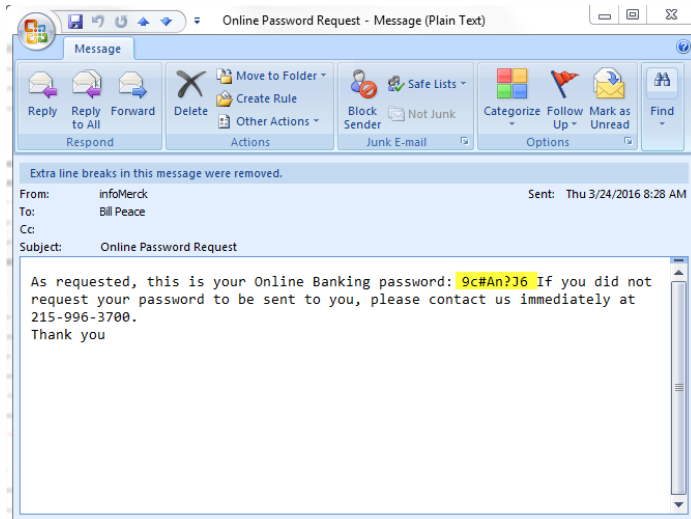 Online Password Request - Message (Plain Text)
Message
Reply Reply to All Forward
Respond
Delete
Move to Folder
Create Rule
Other Actions
Actions
Block Sender
Safe Lists
Not Junk
Junk E-mail
Categorize Follow Up Mark as Unread
Options
Find
Extra line breaks in this message were removed.
From: infoMerck Sent: Thu 3/24/2016 8:28 AM
To: Bill Peace
Cc:
Subject: Online Password Request
As requested, this is your Online Banking password: 9c#An?J6 If you did not
request your password to be sent to you, please contact us immediately at
215-996-3700.
Thank you